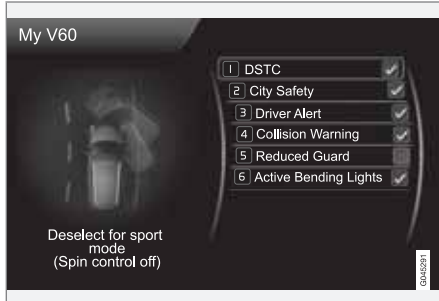 My V60
1 DSTC
2 City Safety
3 Driver Alert
4 Collision Warning
5 Reduced Guard
6 Active Bending Lights
Deselect for sport
mode
(Spin control off)
G045291